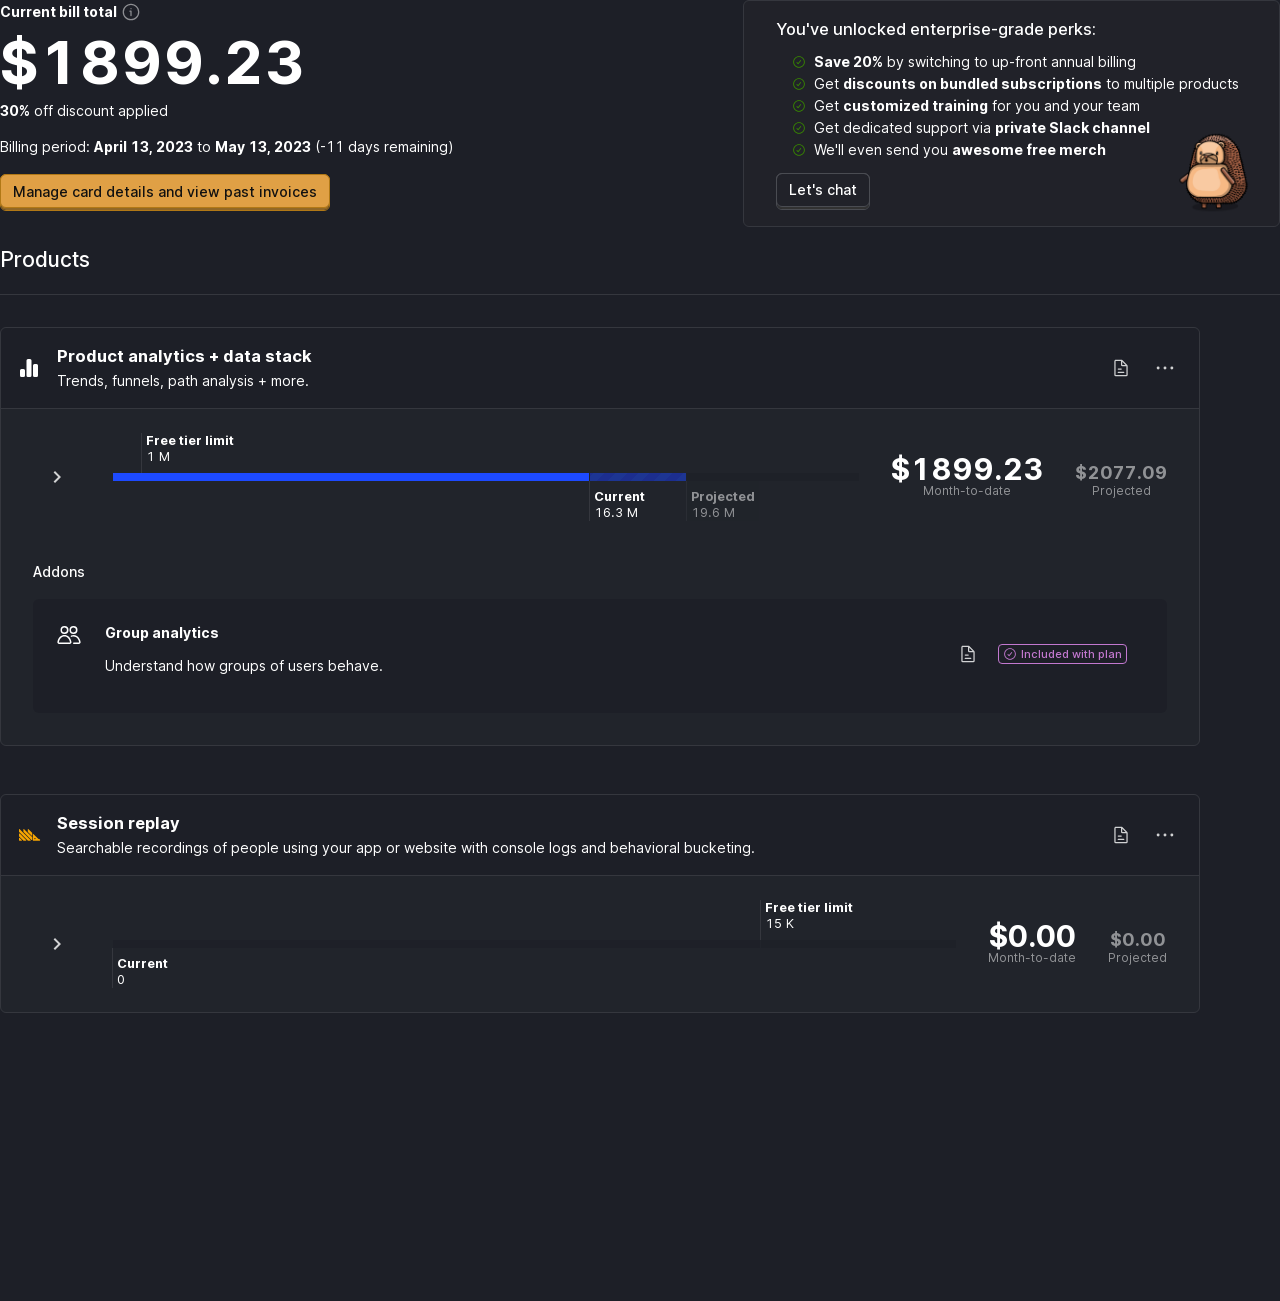 Current bill total
$1899.23
30% off discount applied
Billing period: April 13, 2023 to May 13, 2023 (-11 days remaining)
Manage card details and view past invoices
You've unlocked enterprise-grade perks:
Save 20% by switching to up-front annual billing
Get discounts on bundled subscriptions to multiple products
Get customized training for you and your team
Get dedicated support via private Slack channel
We'll even send you awesome free merch
Let's chat
Products
Product analytics + data stack
Trends, funnels, path analysis + more.
Free tier limit
1 M
Current
16.3 M
Projected
19.6 M
$1899.23
Month-to-date
$2077.09
Projected
Addons
Group analytics
Understand how groups of users behave.
Included with plan
Session replay
Searchable recordings of people using your app or website with console logs and behavioral bucketing.
Free tier limit
15 K
Current
0
$0.00
Month-to-date
$0.00
Projected